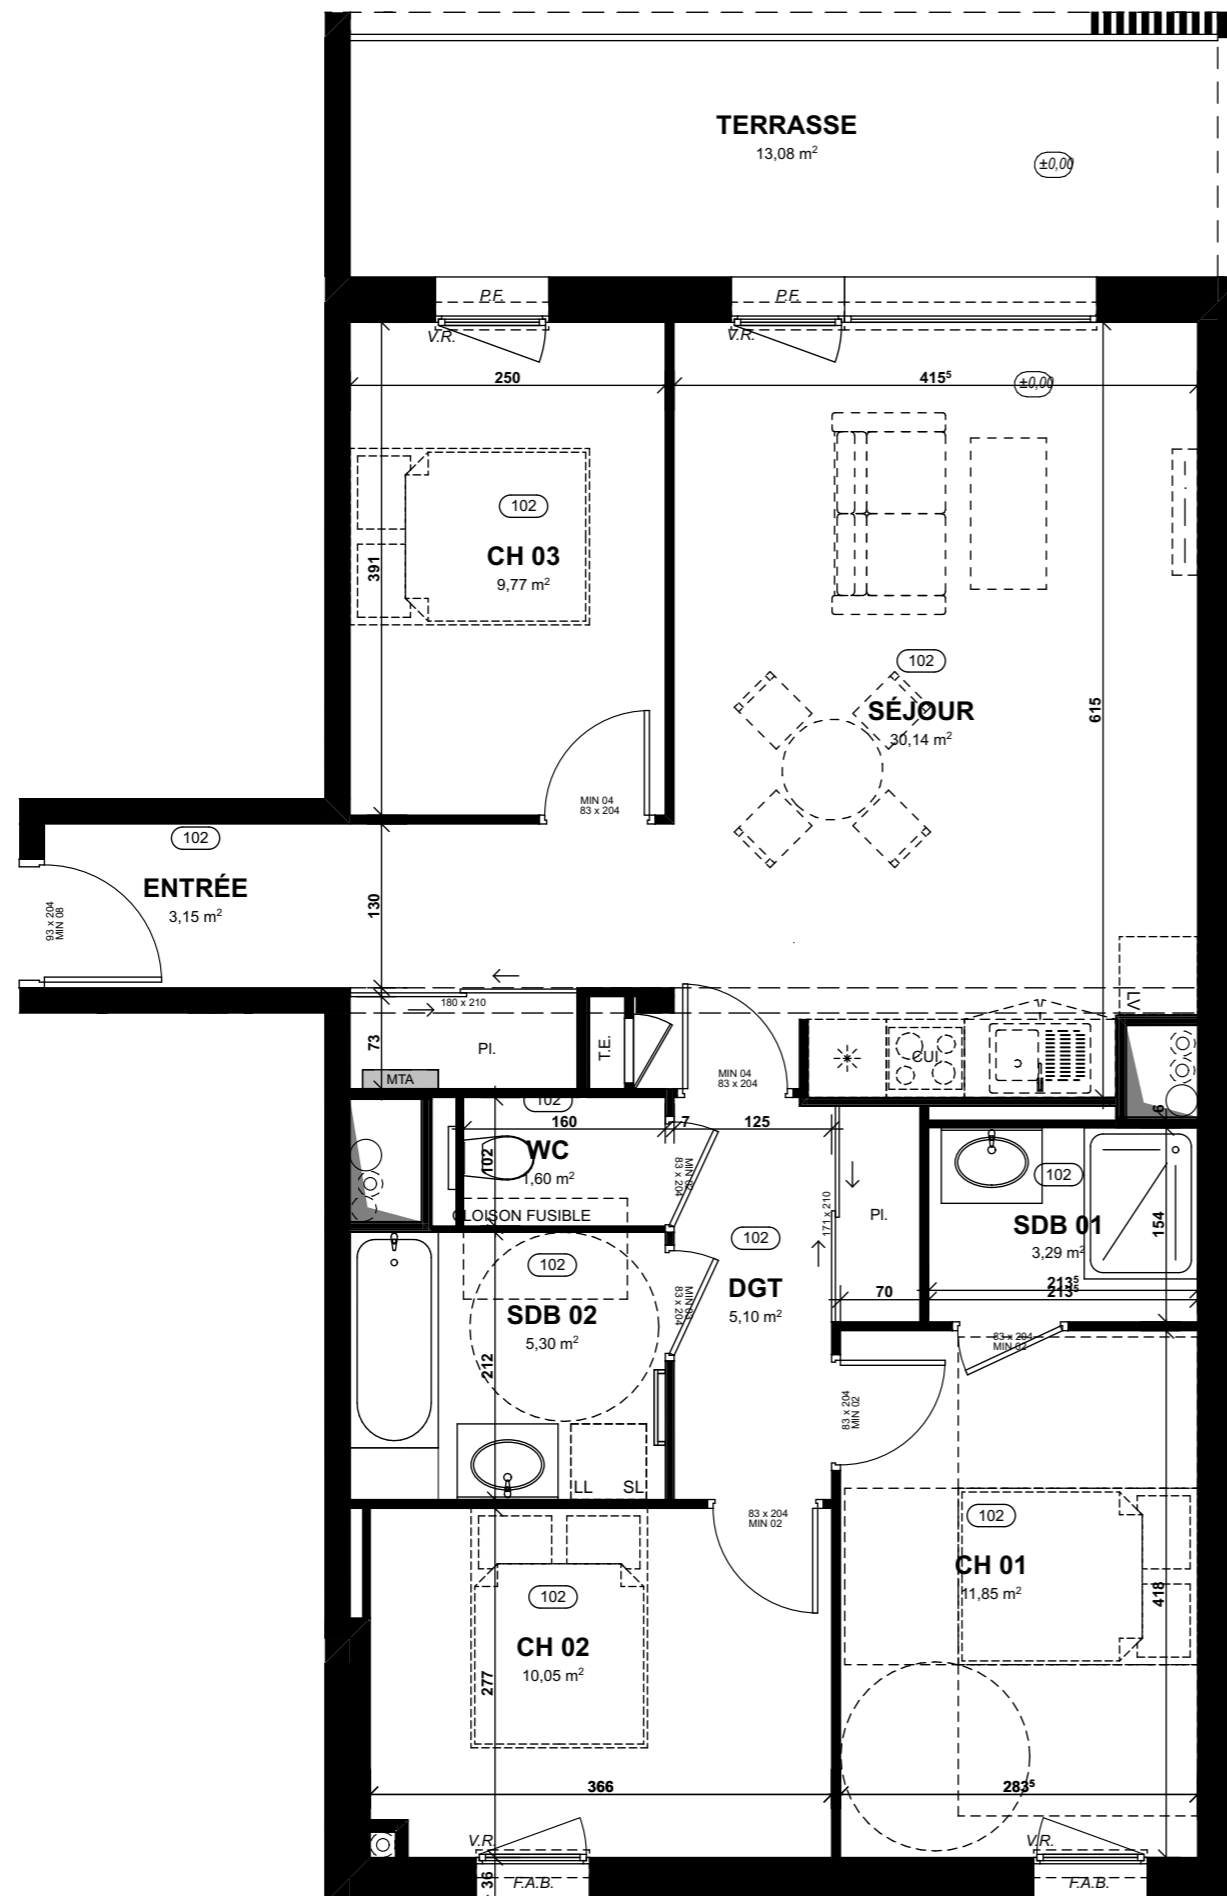 TERRASSE
13,08 m²
±0,00
P.F.
V.R.
P.F.
V.R.
250
415⁵
±0,00
102
CH 03
9,77 m²
391
102
SÉJOUR
30,14 m²
615
MIN 04
83 x 204
102
ENTRÉE
3,15 m²
93 x 204
MIN 08
130
180 x 210
73
Pl.
MTA
T.E.
MIN 04
83 x 204
CUI
LV
6
102
160
7
125
WC
1,60 m²
102
MIN 02
83 x 204
CLOISON FUSIBLE
171 x 210
Pl.
102
SDB 01
3,29 m²
154
213⁵
213⁵
70
102
DGT
5,10 m²
102
SDB 02
5,30 m²
212
83 x 204
LL
SL
83 x 204
MIN 02
83 x 204
MIN 02
83 x 204
MIN 02
102
CH 01
11,85 m²
418
102
CH 02
10,05 m²
277
366
283⁵
V.R.
F.A.B.
36
V.R.
F.A.B.